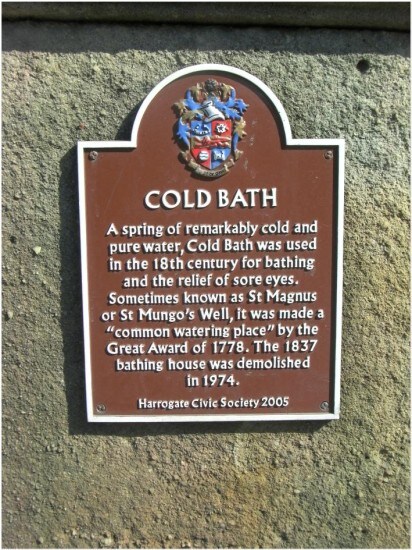 COLD BATH
A spring of remarkably cold and
pure water, Cold Bath was used
in the 18th century for bathing
and the relief of sore eyes.
Sometimes known as St Magnus
or St Mungo's Well, it was made a
"common watering place" by the
Great Award of 1778. The 1837
bathing house was demolished
in 1974.
Harrogate Civic Society 2005